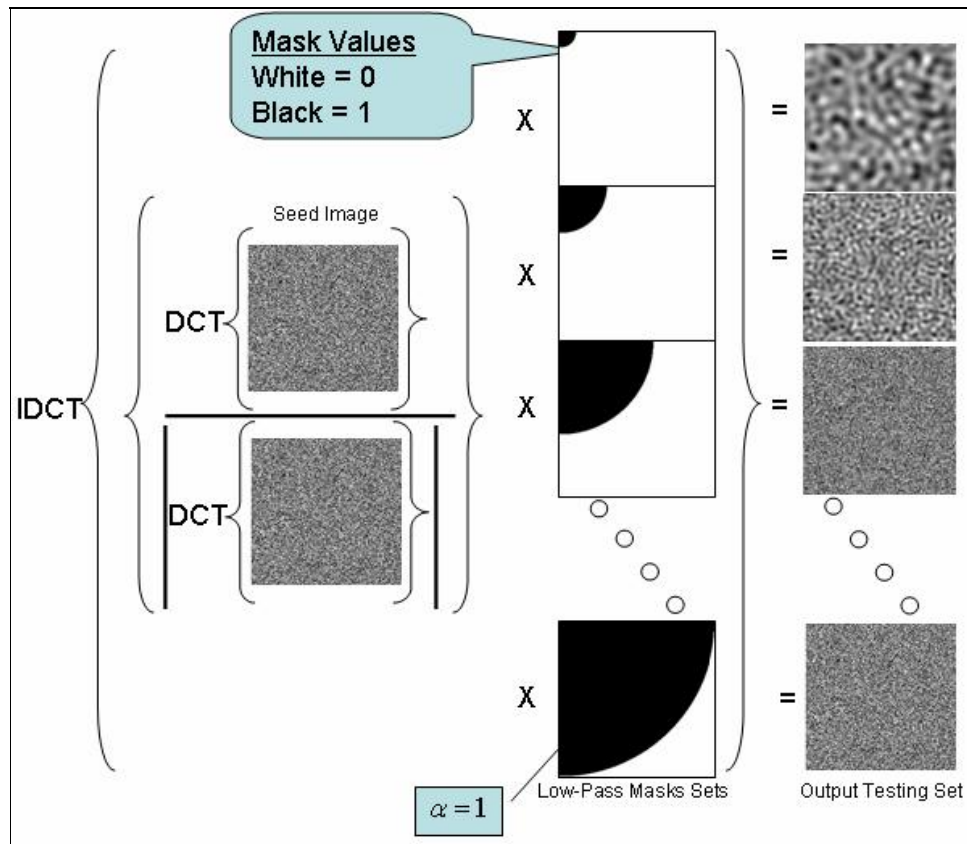 Mask Values
White = 0
Black = 1
X
=
Seed Image
DCT
X
=
IDCT
X
=
DCT
X
=
α = 1
Low-Pass Masks Sets
Output Testing Set